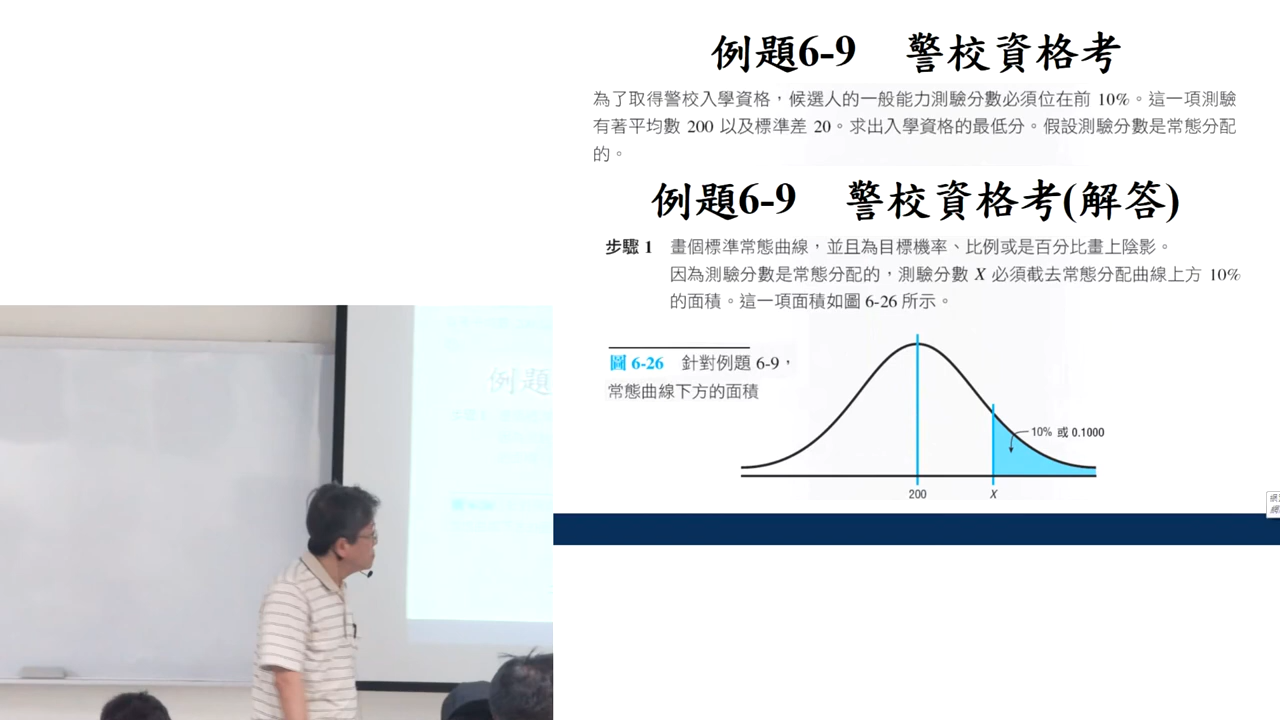 例題6-9 警校資格考
為了取得警校入學資格，候選人的一般能力測驗分數必須位在前 10%。這一項測驗
有著平均數 200 以及標準差 20。求出入學資格的最低分。假設測驗分數是常態分配
的。
例題6-9 警校資格考(解答)
步驟 1 畫個標準常態曲線，並且為目標機率、比例或是百分比畫上陰影。
因為測驗分數是常態分配的，測驗分數 X 必須截去常態分配曲線上方 10%
的面積。這一項面積如圖 6-26 所示。
圖 6-26 針對例題 6-9，
常態曲線下方的面積
10% 或 0.1000
200 X
例題